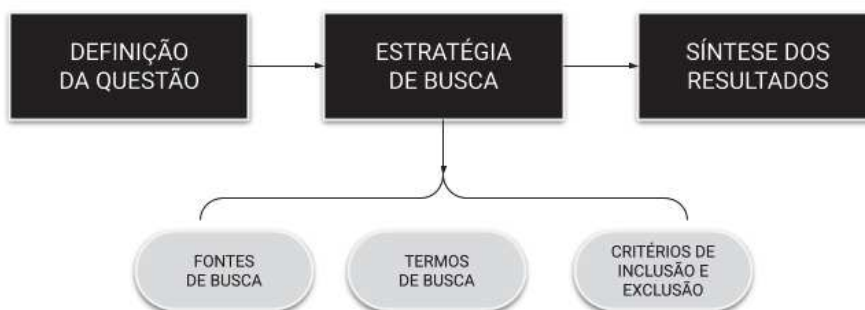 DEFINIÇÃO
DA QUESTÃO
ESTRATÉGIA
DE BUSCA
SÍNTESE DOS
RESULTADOS
FONTES
DE BUSCA
TERMOS
DE BUSCA
CRITÉRIOS DE
INCLUSÃO E
EXCLUSÃO